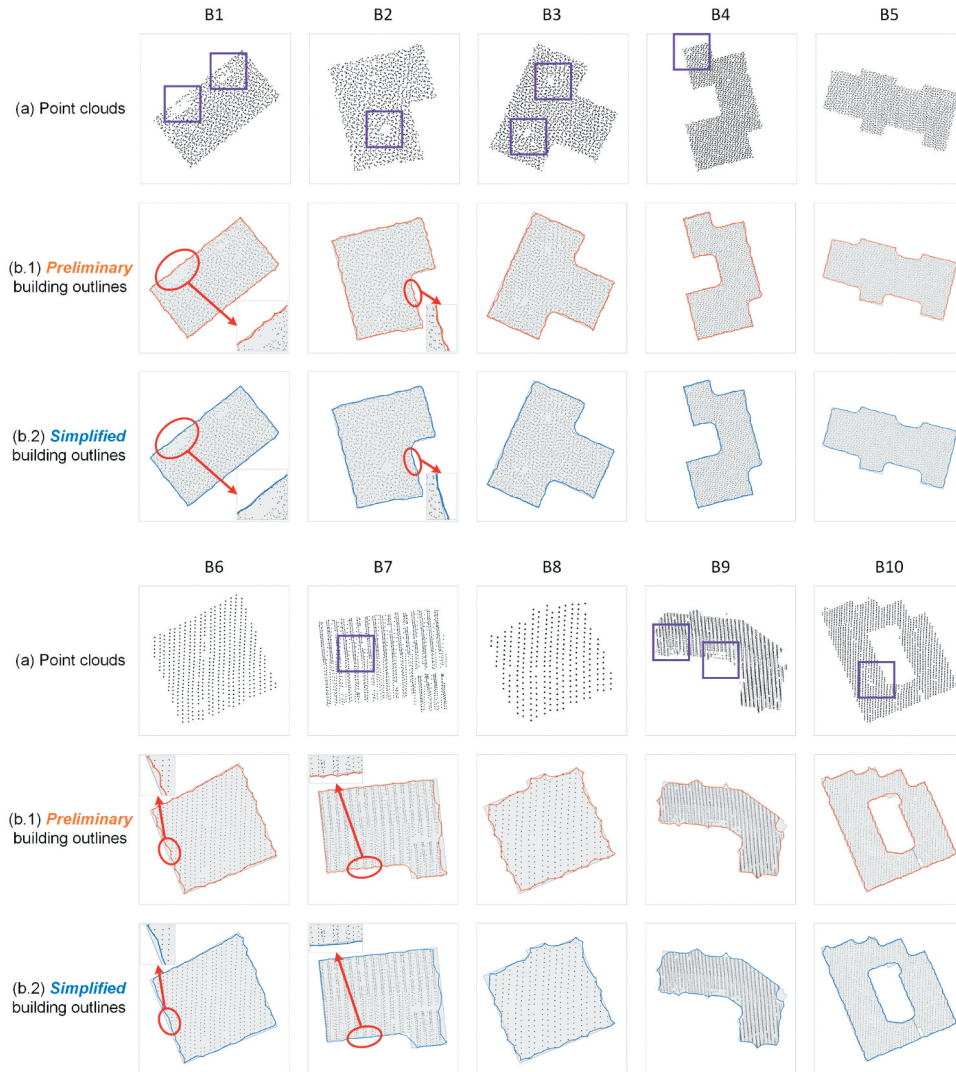 B1 B2 B3 B4 B5
(a) Point clouds
(b.1) Preliminary
building outlines
(b.2) Simplified
building outlines
B6 B7 B8 B9 B10
(a) Point clouds
(b.1) Preliminary
building outlines
(b.2) Simplified
building outlines